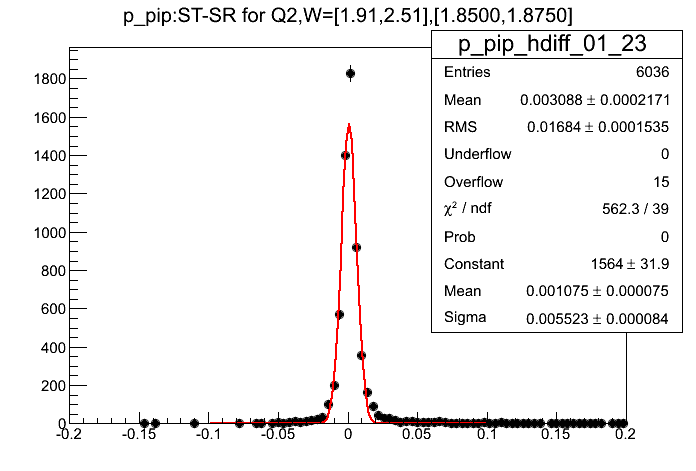 p_pip:ST-SR for Q2,W=[1.91,2.51],[1.8500,1.8750]
p_pip_hdiff_01_23
Entries 6036
Mean 0.003088 ± 0.0002171
RMS 0.01684 ± 0.0001535
Underflow 0
Overflow 15
χ² / ndf 562.3 / 39
Prob 0
Constant 1564 ± 31.9
Mean 0.001075 ± 0.000075
Sigma 0.005523 ± 0.000084
1800
1600
1400
1200
1000
800
600
400
200
0
-0.2 -0.15 -0.1 -0.05 0 0.05 0.1 0.15 0.2